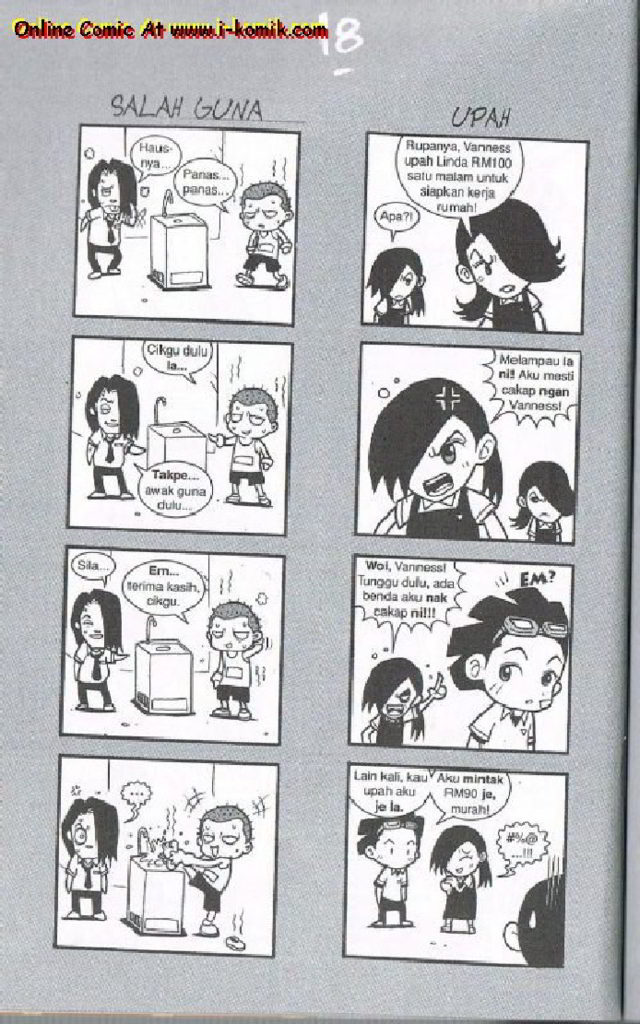 Online Comic At www.i-komik.com
18
SALAH GUNA
Haus-
nya...
Panas...
panas...
Cikgu dulu
la...
Takpe...
awak guna
dulu...
Sila...
Em...
terima kasih,
cikgu.
...
UPAH
Rupanya, Vanness
upah Linda RM100
satu malam untuk
siapkan kerja
rumah!
Apa?!
Melampau la
ni! Aku mesti
cakap ngan
Vanness!
Woi, Vanness!
Tunggu dulu, ada
benda aku nak
cakap ni!!!
EM?
Lain kali, kau
upah aku
je la.
Aku mintak
RM90 je,
murah!
#%@
...!!!